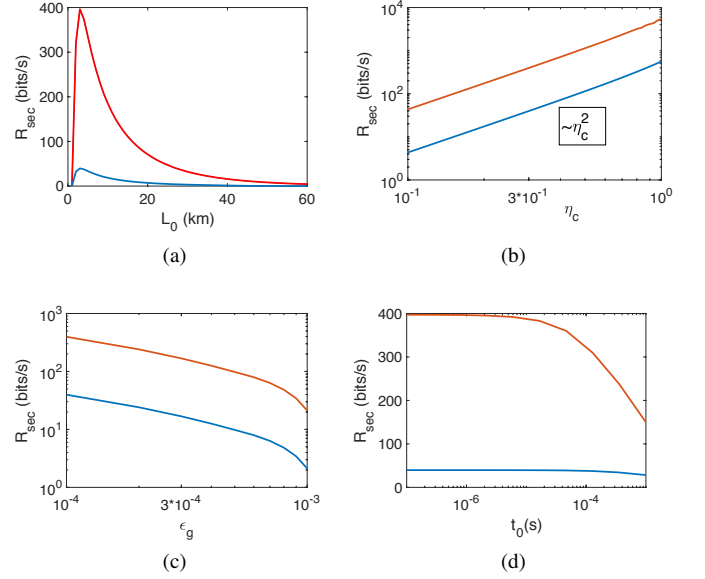 400
300
200
100
0
R_sec (bits/s)
0 20 40 60
L_0 (km)
(a)
10^4
10^2
10^0
R_sec (bits/s)
~η_c^2
10^-1 3*10^-1 10^0
η_c
(b)
10^3
10^2
10^1
10^0
R_sec (bits/s)
10^-4 3*10^-4 10^-3
ϵ_g
(c)
400
300
200
100
0
R_sec (bits/s)
10^-6 10^-4
t_0(s)
(d)